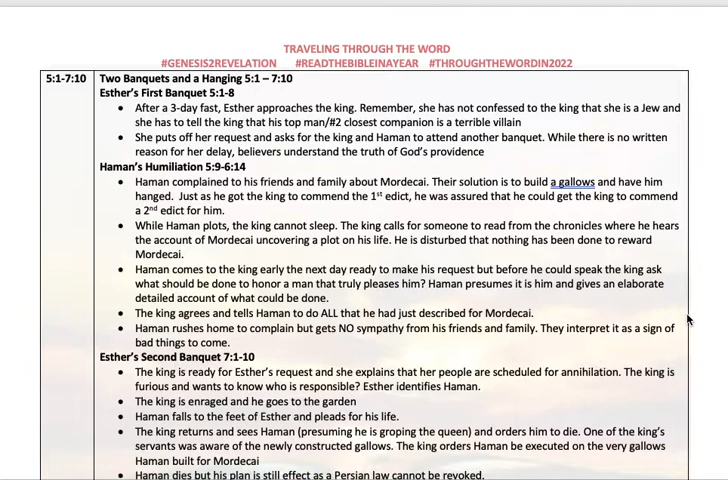 TRAVELING THROUGH THE WORD
#GENESIS2REVELATION #READTHEBIBLEINAYEAR #THROUGHTHEWORDIN2022
5:1-7:10 Two Banquets and a Hanging 5:1 – 7:10
Esther's First Banquet 5:1-8
• After a 3-day fast, Esther approaches the king. Remember, she has not confessed to the king that she is a Jew and
she has to tell the king that his top man/#2 closest companion is a terrible villain
• She puts off her request and asks for the king and Haman to attend another banquet. While there is no written
reason for her delay, believers understand the truth of God's providence
Haman's Humiliation 5:9-6:14
• Haman complained to his friends and family about Mordecai. Their solution is to build a gallows and have him
hanged. Just as he got the king to commend the 1st edict, he was assured that he could get the king to commend
a 2nd edict for him.
• While Haman plots, the king cannot sleep. The king calls for someone to read from the chronicles where he hears
the account of Mordecai uncovering a plot on his life. He is disturbed that nothing has been done to reward
Mordecai.
• Haman comes to the king early the next day ready to make his request but before he could speak the king ask
what should be done to honor a man that truly pleases him? Haman presumes it is him and gives an elaborate
detailed account of what could be done.
• The king agrees and tells Haman to do ALL that he had just described for Mordecai.
• Haman rushes home to complain but gets NO sympathy from his friends and family. They interpret it as a sign of
bad things to come.
Esther's Second Banquet 7:1-10
• The king is ready for Esther's request and she explains that her people are scheduled for annihilation. The king is
furious and wants to know who is responsible? Esther identifies Haman.
• The king is enraged and he goes to the garden
• Haman falls to the feet of Esther and pleads for his life.
• The king returns and sees Haman (presuming he is groping the queen) and orders him to die. One of the king's
servants was aware of the newly constructed gallows. The king orders Haman be executed on the very gallows
Haman built for Mordecai
• Haman dies but his plan is still effect as a Persian law cannot be revoked.